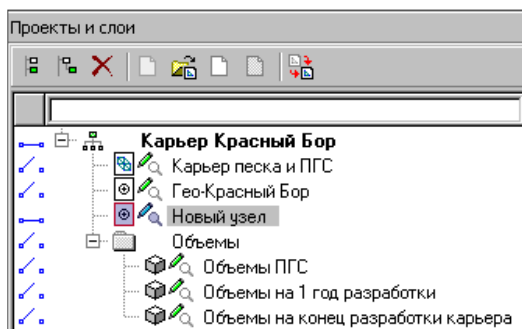 Проекты и слои
Карьер Красный Бор
Карьер песка и ПГС
Гео-Красный Бор
Новый узел
Объемы
Объемы ПГС
Объемы на 1 год разработки
Объемы на конец разработки карьера